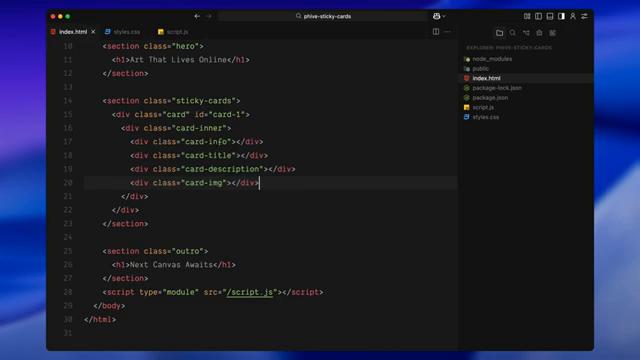 phive-sticky-cards
index.html
styles.css
script.js
EXPLORER: PHIVE-STICKY-CARDS
node_modules
public
index.html
package-lock.json
package.json
script.js
styles.css
10 <section class="hero">
11 <h1>Art That Lives Online</h1>
12 </section>
13
14 <section class="sticky-cards">
15 <div class="card" id="card-1">
16 <div class="card-inner">
17 <div class="card-info"></div>
18 <div class="card-title"></div>
19 <div class="card-description"></div>
20 <div class="card-img"></div>
21 </div>
22 </div>
23 </section>
24
25 <section class="outro">
26 <h1>Next Canvas Awaits</h1>
27 </section>
28 <script type="module" src="/script.js"></script>
29 </body>
30 </html>
31